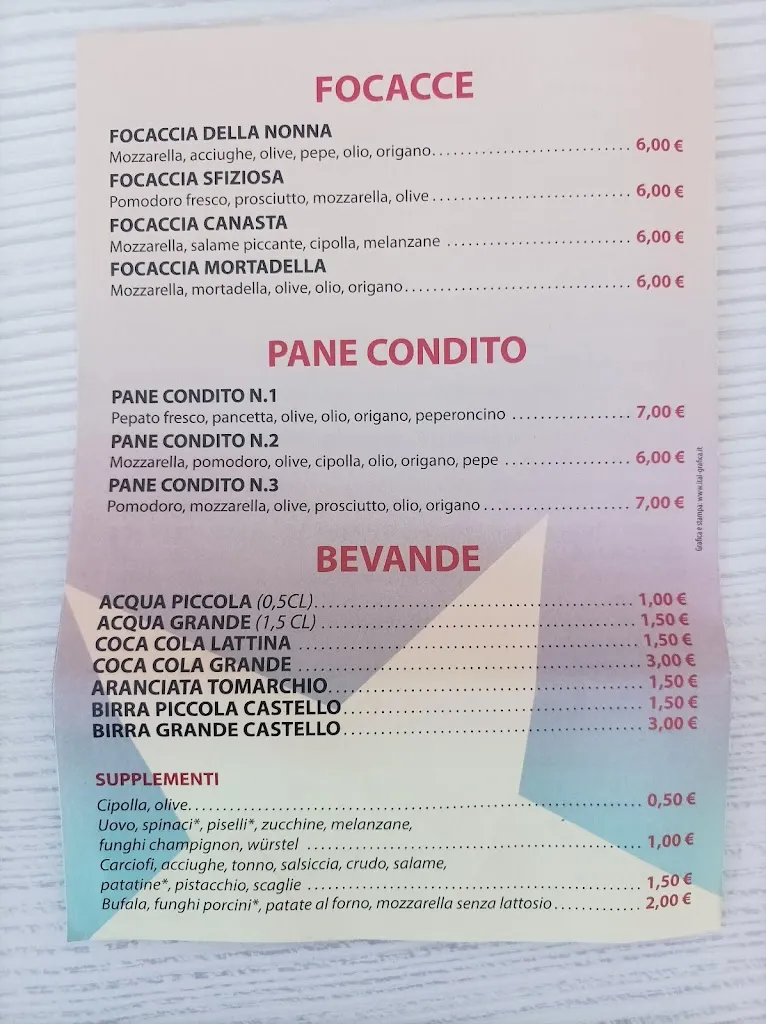 FOCACCE
FOCACCIA DELLA NONNA
Mozzarella, acciughe, olive, pepe, olio, origano 6,00 €
FOCACCIA SFIZIOSA
Pomodoro fresco, prosciutto, mozzarella, olive 6,00 €
FOCACCIA CANASTA
Mozzarella, salame piccante, cipolla, melanzane 6,00 €
FOCACCIA MORTADELLA
Mozzarella, mortadella, olive, olio, origano 6,00 €
PANE CONDITO
PANE CONDITO N.1
Pepato fresco, pancetta, olive, olio, origano, peperoncino 7,00 €
PANE CONDITO N.2
Mozzarella, pomodoro, olive, cipolla, olio, origano, pepe 6,00 €
PANE CONDITO N.3
Pomodoro, mozzarella, olive, prosciutto, olio, origano 7,00 €
Grafica e stampa: www.ital-grafica.it
BEVANDE
ACQUA PICCOLA (0,5CL) 1,00 €
ACQUA GRANDE (1,5 CL) 1,50 €
COCA COLA LATTINA 1,50 €
COCA COLA GRANDE 3,00 €
ARANCIATA TOMARCHIO 1,50 €
BIRRA PICCOLA CASTELLO 1,50 €
BIRRA GRANDE CASTELLO 3,00 €
SUPPLEMENTI
Cipolla, olive 0,50 €
Uovo, spinaci*, piselli*, zucchine, melanzane,
funghi champignon, würstel 1,00 €
Carciofi, acciughe, tonno, salsiccia, crudo, salame,
patatine*, pistacchio, scaglie 1,50 €
Bufala, funghi porcini*, patate al forno, mozzarella senza lattosio 2,00 €